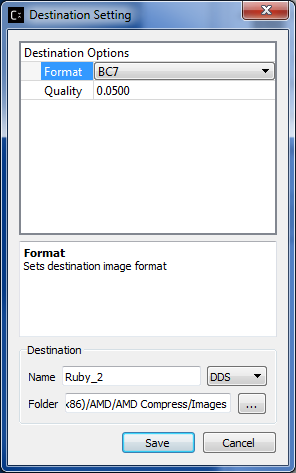 Destination Setting
Destination Options
Format BC7
Quality 0.0500
Format
Sets destination image format
Destination
Name Ruby_2 DDS
Folder x86)/AMD/AMD Compress/Images ...
Save Cancel